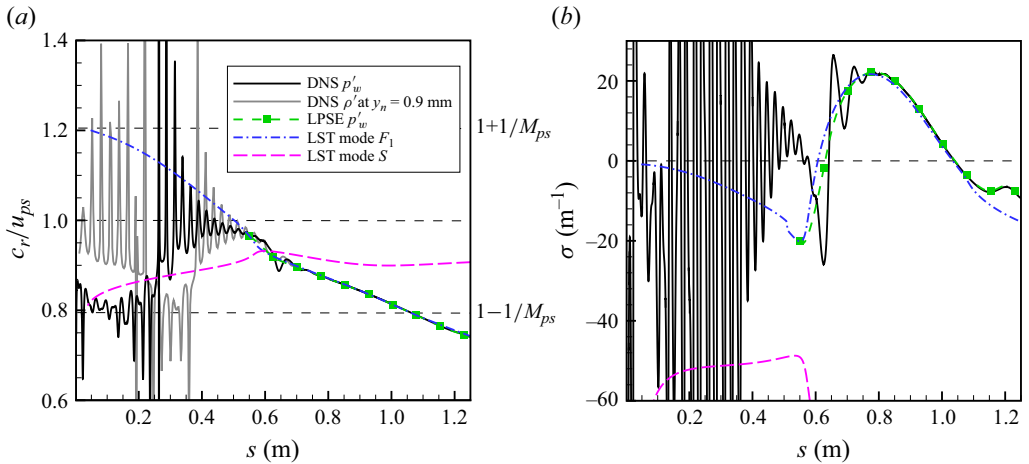 (a)
(b)
1.4
1.2
1.0
0.8
0.6
c_r/u_ps
DNS p′_w
DNS ρ′ at y_n = 0.9 mm
LPSE p′_w
LST mode F_1
LST mode S
1+1/M_ps
1−1/M_ps
0.2 0.4 0.6 0.8 1.0 1.2
s (m)
20
0
−20
−40
−60
σ (m⁻¹)
0.2 0.4 0.6 0.8 1.0 1.2
s (m)